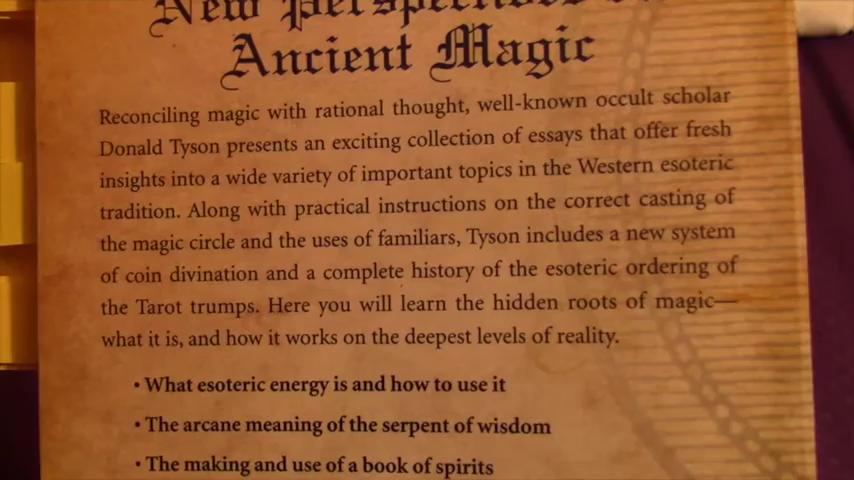 New Perspectives
Ancient Magic
Reconciling magic with rational thought, well-known occult scholar
Donald Tyson presents an exciting collection of essays that offer fresh
insights into a wide variety of important topics in the Western esoteric
tradition. Along with practical instructions on the correct casting of
the magic circle and the uses of familiars, Tyson includes a new system
of coin divination and a complete history of the esoteric ordering of
the Tarot trumps. Here you will learn the hidden roots of magic—
what it is, and how it works on the deepest levels of reality.
• What esoteric energy is and how to use it
• The arcane meaning of the serpent of wisdom
• The making and use of a book of spirits